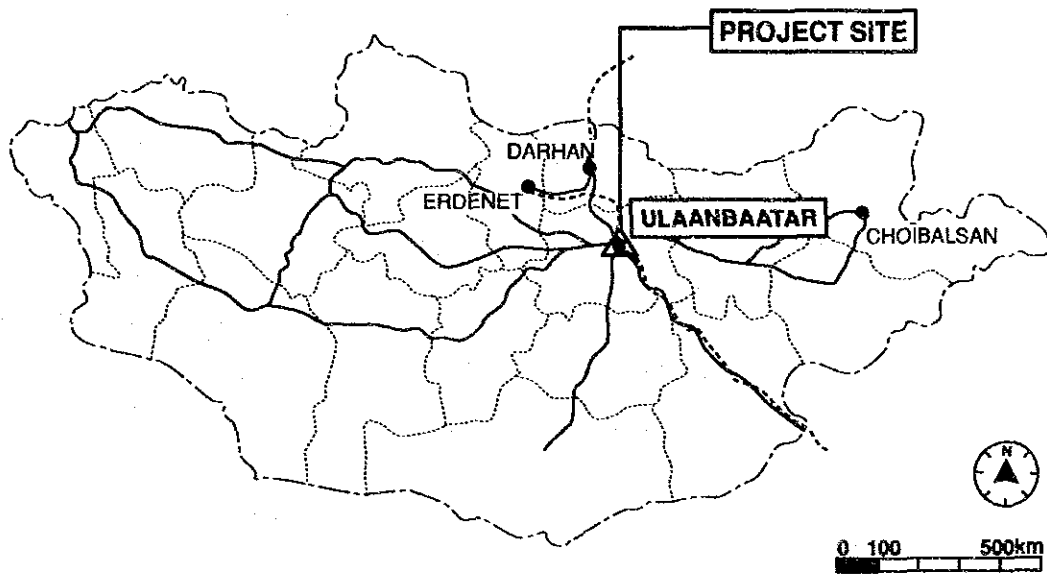 PROJECT SITE
DARHAN
ERDENET
ULAANBAATAR
CHOIBALSAN
N
0 100 500km